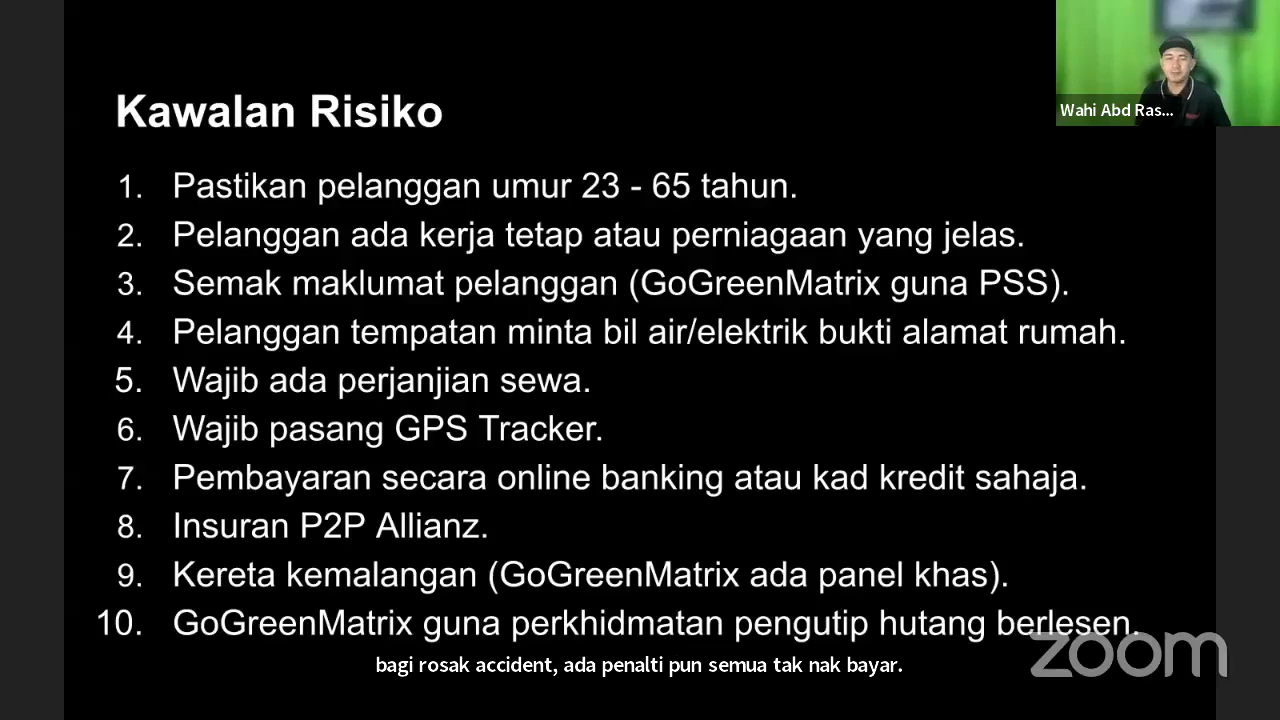 Wahi Abd Ras...
Kawalan Risiko
1. Pastikan pelanggan umur 23 - 65 tahun.
2. Pelanggan ada kerja tetap atau perniagaan yang jelas.
3. Semak maklumat pelanggan (GoGreenMatrix guna PSS).
4. Pelanggan tempatan minta bil air/elektrik bukti alamat rumah.
5. Wajib ada perjanjian sewa.
6. Wajib pasang GPS Tracker.
7. Pembayaran secara online banking atau kad kredit sahaja.
8. Insuran P2P Allianz.
9. Kereta kemalangan (GoGreenMatrix ada panel khas).
10. GoGreenMatrix guna perkhidmatan pengutip hutang berlesen.
bagi rosak accident, ada penalti pun semua tak nak bayar.
zoom